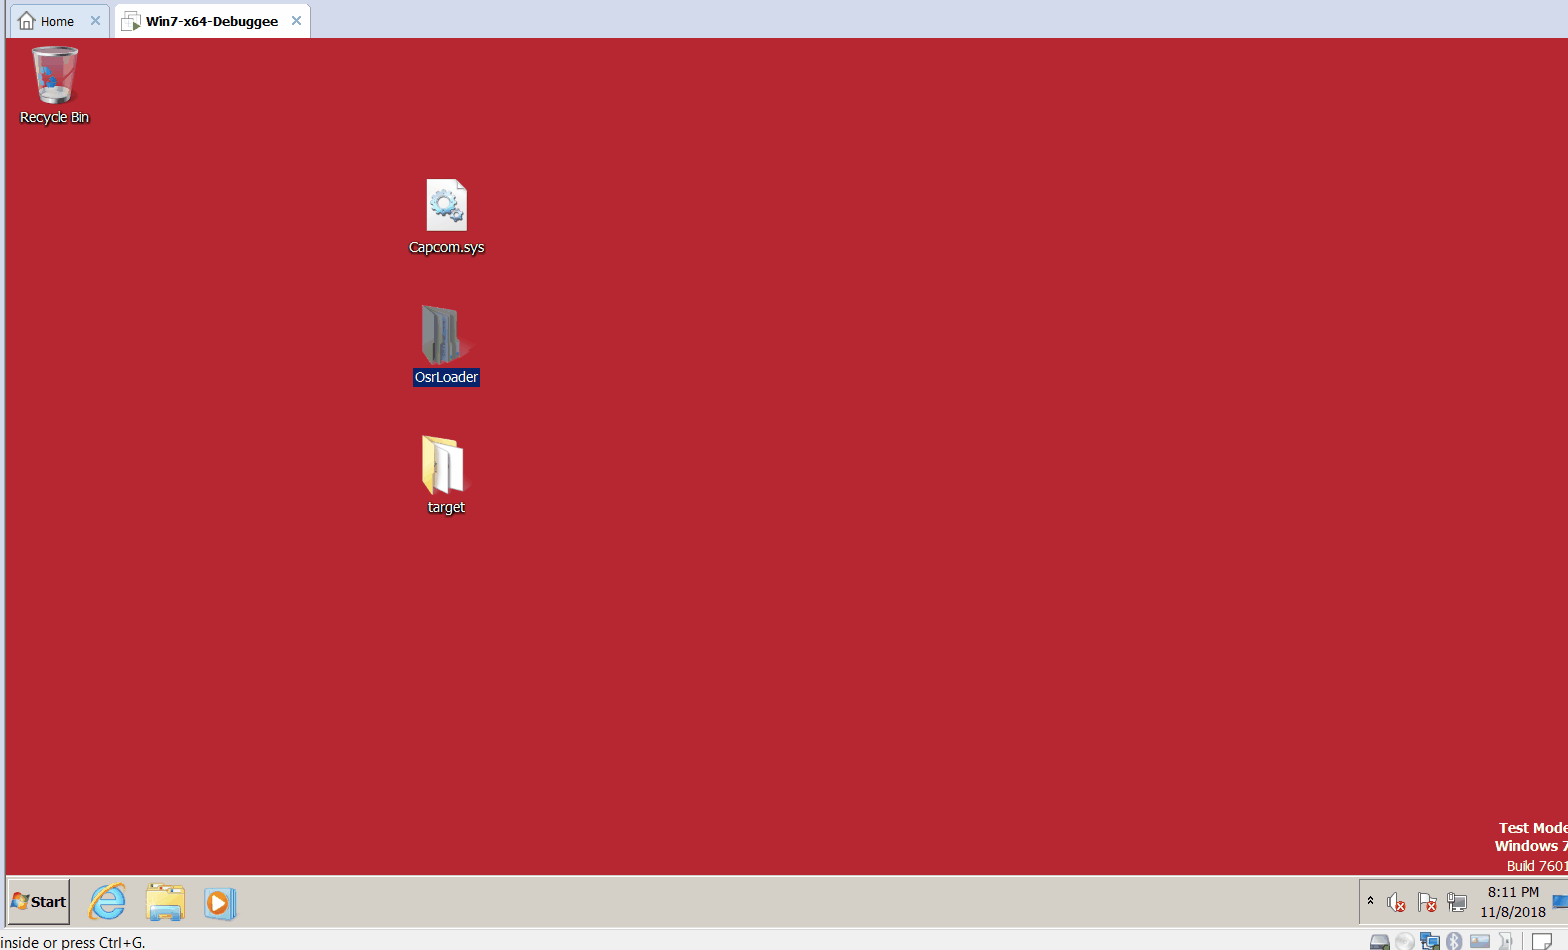 Home
Win7-x64-Debuggee
Recycle Bin
Capcom.sys
OsrLoader
target
Test Mode
Windows 7
Build 7601
Start
8:11 PM
11/8/2018
inside or press Ctrl+G.